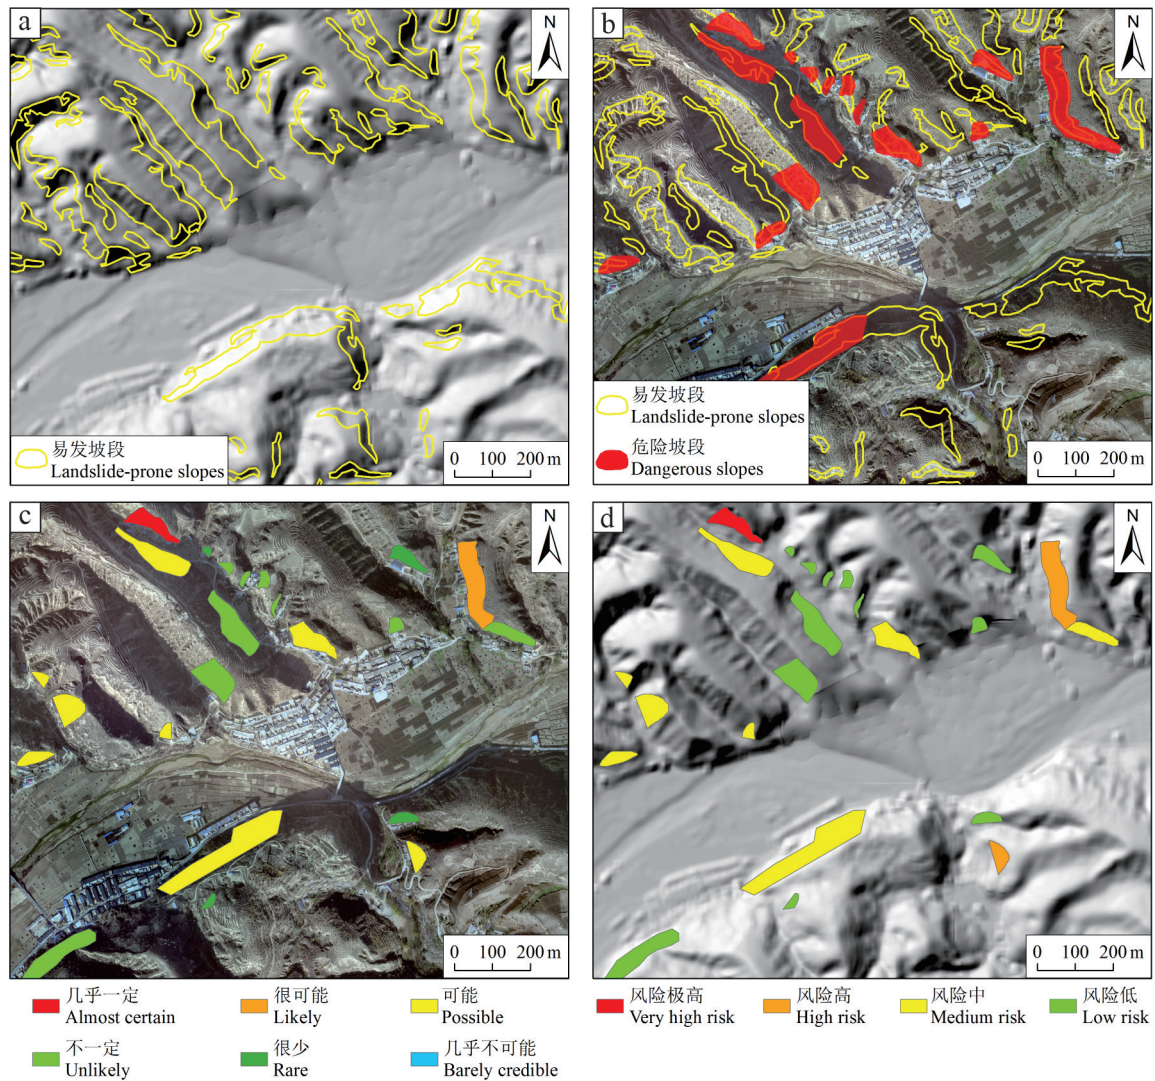 a
N
易发坡段
Landslide-prone slopes
0 100 200 m
b
N
易发坡段
Landslide-prone slopes
危险坡段
Dangerous slopes
0 100 200 m
c
N
0 100 200 m
d
N
0 100 200 m
几乎一定
Almost certain
很可能
Likely
可能
Possible
不一定
Unlikely
很少
Rare
几乎不可能
Barely credible
风险极高
Very high risk
风险高
High risk
风险中
Medium risk
风险低
Low risk